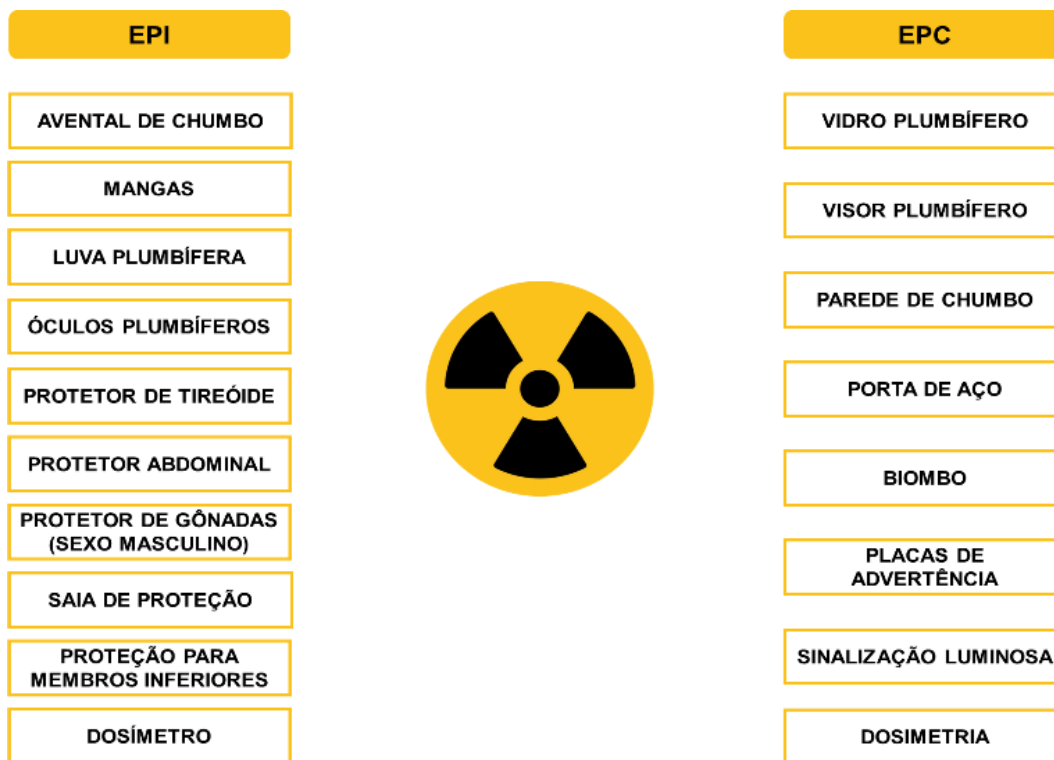 EPI
AVENTAL DE CHUMBO
MANGAS
LUVA PLUMBÍFERA
ÓCULOS PLUMBÍFEROS
PROTETOR DE TIREÓIDE
PROTETOR ABDOMINAL
PROTETOR DE GÔNADAS
(SEXO MASCULINO)
SAIA DE PROTEÇÃO
PROTEÇÃO PARA
MEMBROS INFERIORES
DOSÍMETRO
EPC
VIDRO PLUMBÍFERO
VISOR PLUMBÍFERO
PAREDE DE CHUMBO
PORTA DE AÇO
BIOMBO
PLACAS DE
ADVERTÊNCIA
SINALIZAÇÃO LUMINOSA
DOSIMETRIA